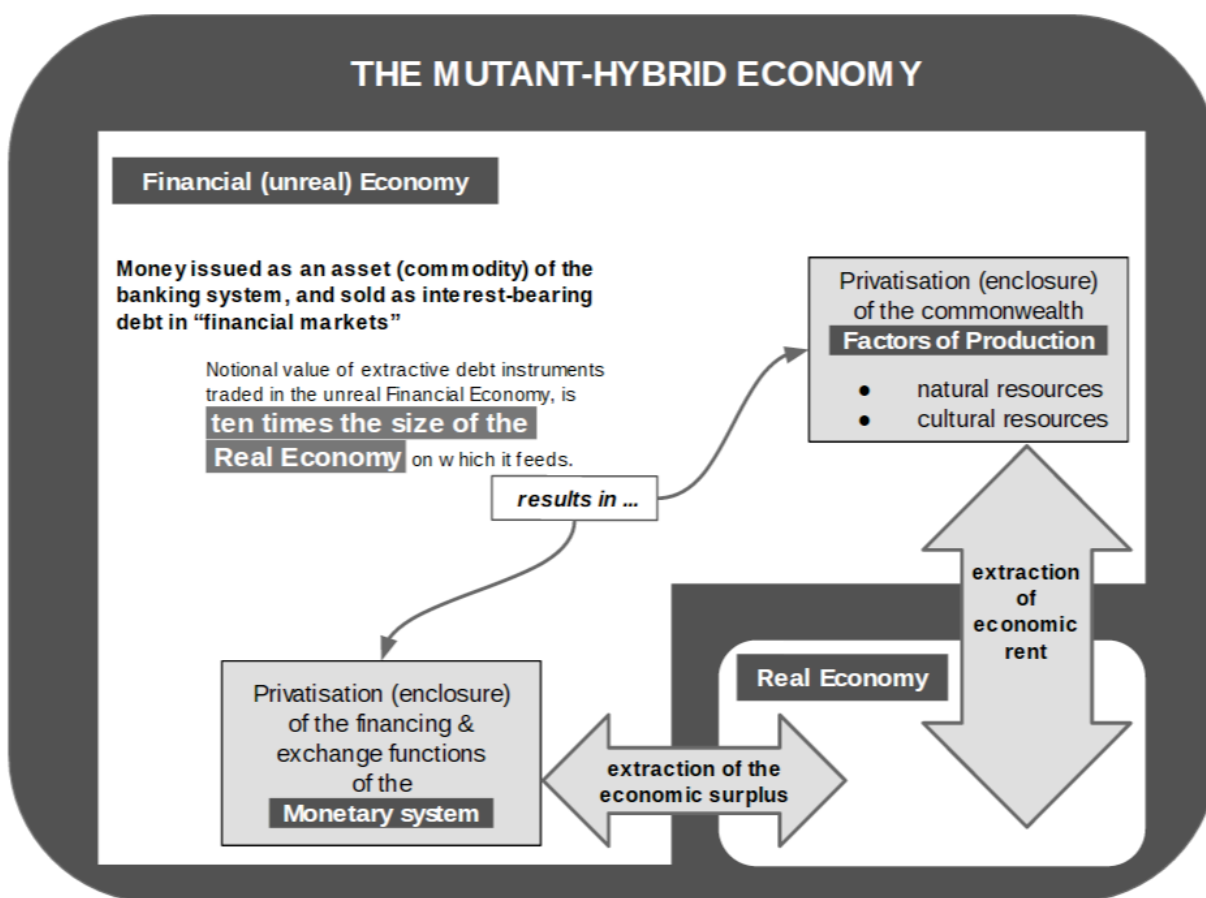 THE MUTANT-HYBRID ECONOMY
Financial (unreal) Economy
Money issued as an asset (commodity) of the
banking system, and sold as interest-bearing
debt in “financial markets”
Notional value of extractive debt instruments
traded in the unreal Financial Economy, is
ten times the size of the
Real Economy on which it feeds.
results in ...
Privatisation (enclosure)
of the commonwealth
Factors of Production
● natural resources
● cultural resources
extraction
of
economic
rent
Privatisation (enclosure)
of the financing &
exchange functions
of the
Monetary system
extraction of the
economic surplus
Real Economy